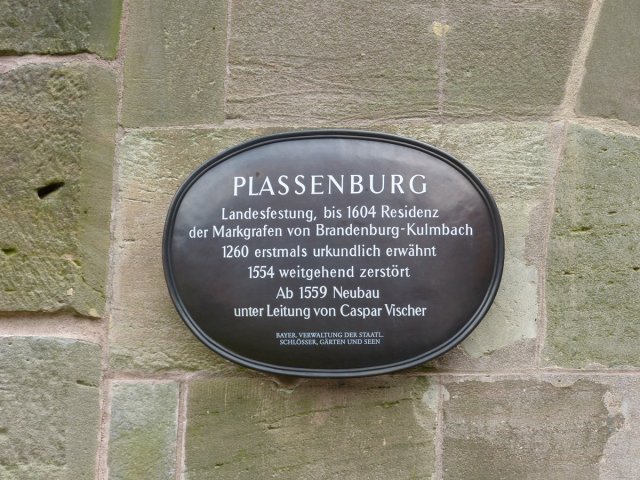 PLASSENBURG
Landesfestung, bis 1604 Residenz
der Markgrafen von Brandenburg-Kulmbach
1260 erstmals urkundlich erwähnt
1554 weitgehend zerstört
Ab 1559 Neubau
unter Leitung von Caspar Vischer
BAYER. VERWALTUNG DER STAATL.
SCHLÖSSER, GÄRTEN UND SEEN